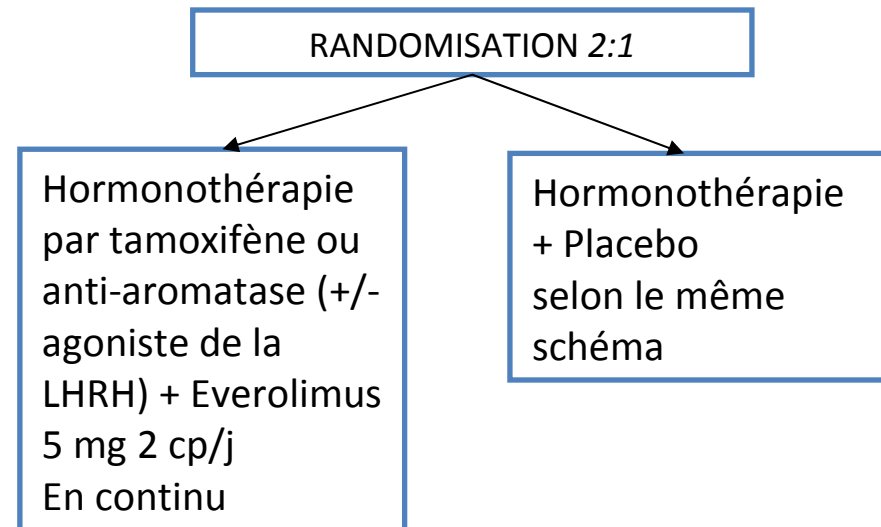 RANDOMISATION 2:1
Hormonothérapie
par tamoxifène ou
anti-aromatase (+/-
agoniste de la
LHRH) + Everolimus
5 mg 2 cp/j
En continu
Hormonothérapie
+ Placebo
selon le même
schéma